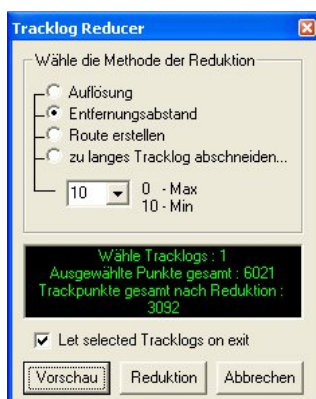 Tracklog Reducer
Wähle die Methode der Reduktion
Auflösung
Entfernungsabstand
Route erstellen
zu langes Tracklog abschneiden...
10
0 - Max
10 - Min
Wähle Tracklogs : 1
Ausgewählte Punkte gesamt : 6021
Trackpunkte gesamt nach Reduktion :
3092
Let selected Tracklogs on exit
Vorschau Reduktion Abbrechen